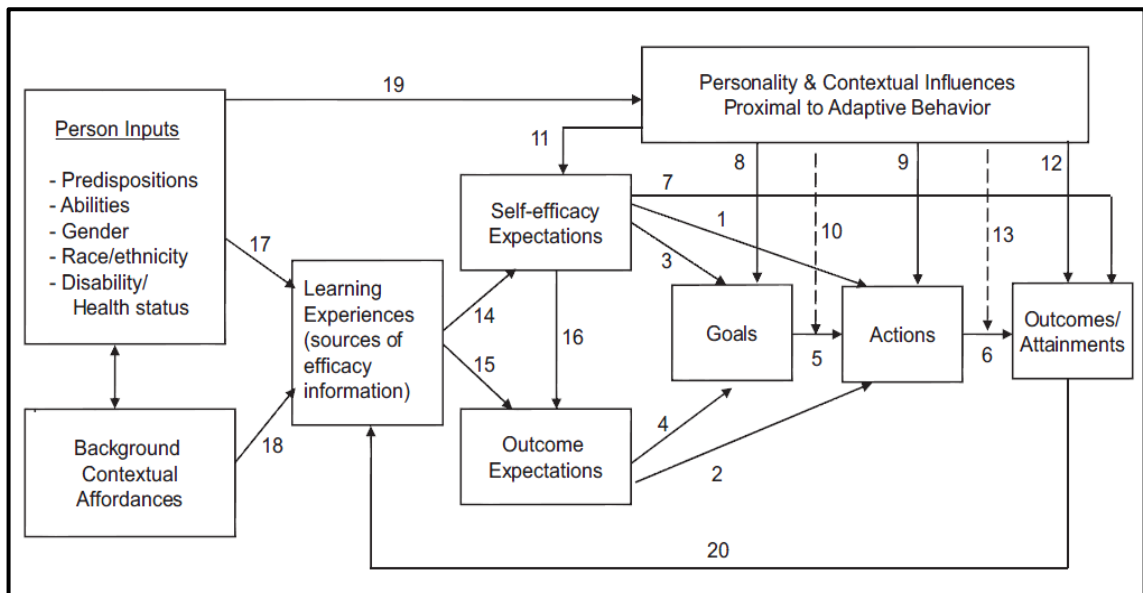 19
Personality & Contextual Influences
Proximal to Adaptive Behavior
Person Inputs
- Predispositions
- Abilities
- Gender
- Race/ethnicity
- Disability/
Health status
11
8
9
12
7
Self-efficacy
Expectations
1
10
13
3
17
Learning
Experiences
(sources of
efficacy
information)
14
15
16
Goals
5
Actions
6
Outcomes/
Attainments
Background
Contextual
Affordances
18
Outcome
Expectations
4
2
20